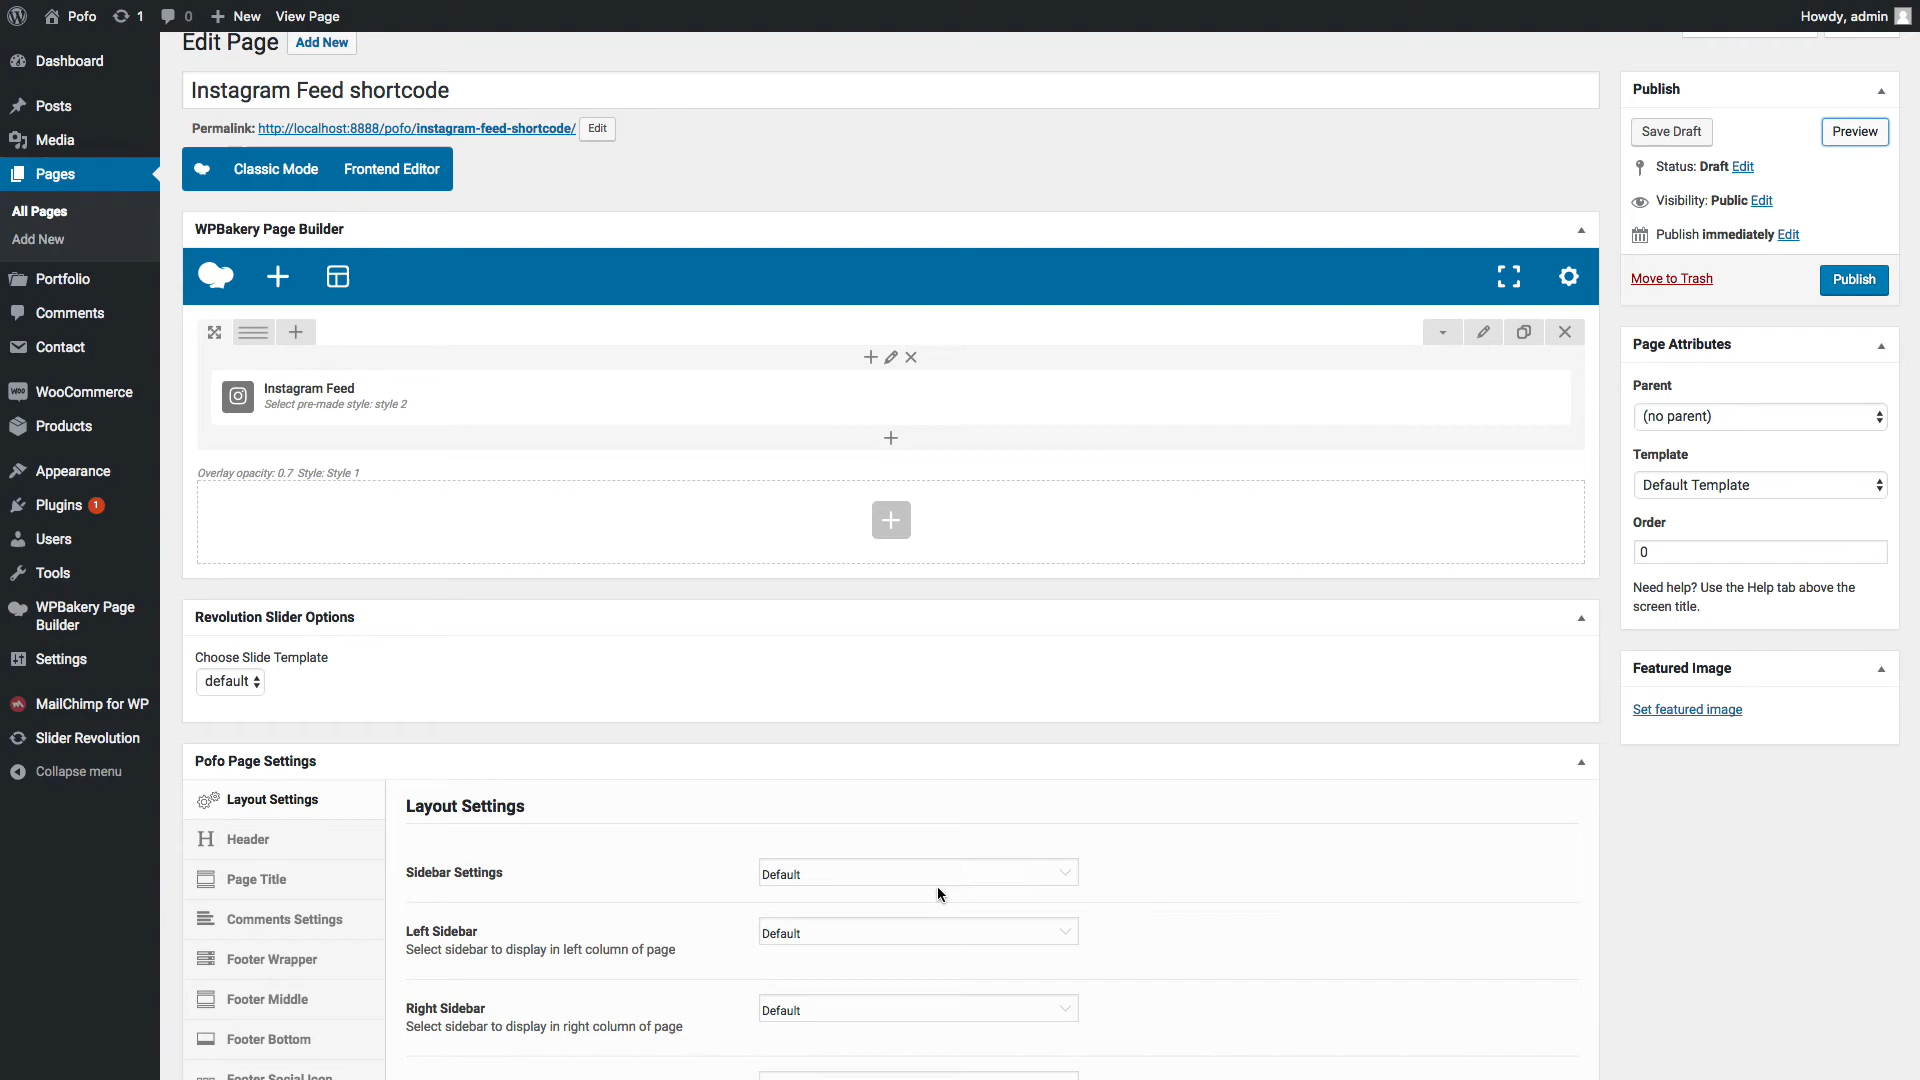 Pofo
1
0
New
View Page
Howdy, admin
Dashboard
Posts
Media
Pages
All Pages
Add New
Portfolio
Comments
Contact
WooCommerce
Products
Appearance
Plugins 1
Users
Tools
WPBakery Page
Builder
Settings
MailChimp for WP
Slider Revolution
Collapse menu
Edit Page
Add New
Instagram Feed shortcode
Permalink: http://localhost:8888/pofo/instagram-feed-shortcode/ Edit
Classic Mode
Frontend Editor
WPBakery Page Builder
Instagram Feed
Select pre-made style: style 2
Overlay opacity: 0.7 Style: Style 1
Revolution Slider Options
Choose Slide Template
default
Pofo Page Settings
Layout Settings
Header
Page Title
Comments Settings
Footer Wrapper
Footer Middle
Footer Bottom
Footer Social Icon
Layout Settings
Sidebar Settings
Default
Left Sidebar
Select sidebar to display in left column of page
Default
Right Sidebar
Select sidebar to display in right column of page
Default
Publish
Save Draft
Preview
Status: Draft Edit
Visibility: Public Edit
Publish immediately Edit
Move to Trash
Publish
Page Attributes
Parent
(no parent)
Template
Default Template
Order
0
Need help? Use the Help tab above the
screen title.
Featured Image
Set featured image